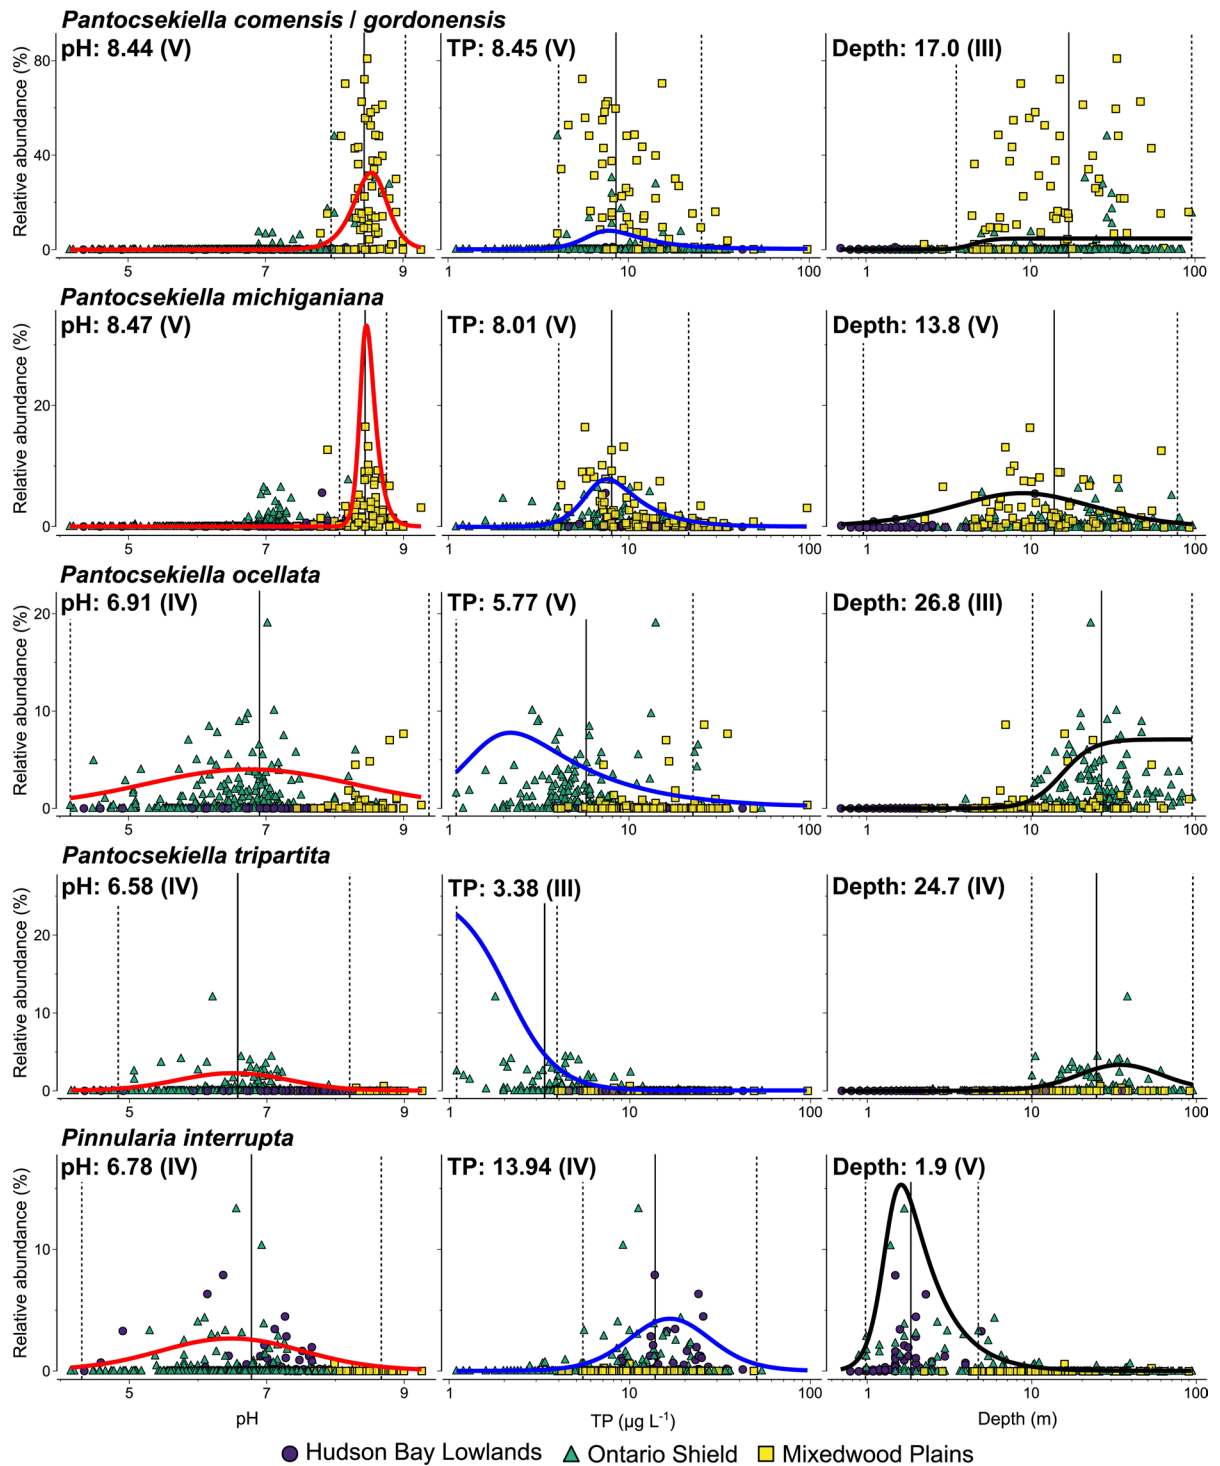 Pantocsekiella comensis / gordonensis
pH: 8.44 (V) TP: 8.45 (V) Depth: 17.0 (III)
Relative abundance (%)
80
40
0
5 7 9 1 10 100 1 10 100
Pantocsekiella michiganiana
pH: 8.47 (V) TP: 8.01 (V) Depth: 13.8 (V)
Relative abundance (%)
20
0
5 7 9 1 10 100 1 10 100
Pantocsekiella ocellata
pH: 6.91 (IV) TP: 5.77 (V) Depth: 26.8 (III)
Relative abundance (%)
20
10
0
5 7 9 1 10 100 1 10 100
Pantocsekiella tripartita
pH: 6.58 (IV) TP: 3.38 (III) Depth: 24.7 (IV)
Relative abundance (%)
20
10
0
5 7 9 1 10 100 1 10 100
Pinnularia interrupta
pH: 6.78 (IV) TP: 13.94 (IV) Depth: 1.9 (V)
Relative abundance (%)
10
0
5 7 9 1 10 100 1 10 100
pH TP (µg L⁻¹) Depth (m)
Hudson Bay Lowlands Ontario Shield Mixedwood Plains